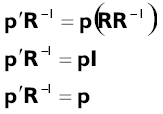 p′R⁻¹ = p(RR⁻¹)
p′R⁻¹ = pI
p′R⁻¹ = p